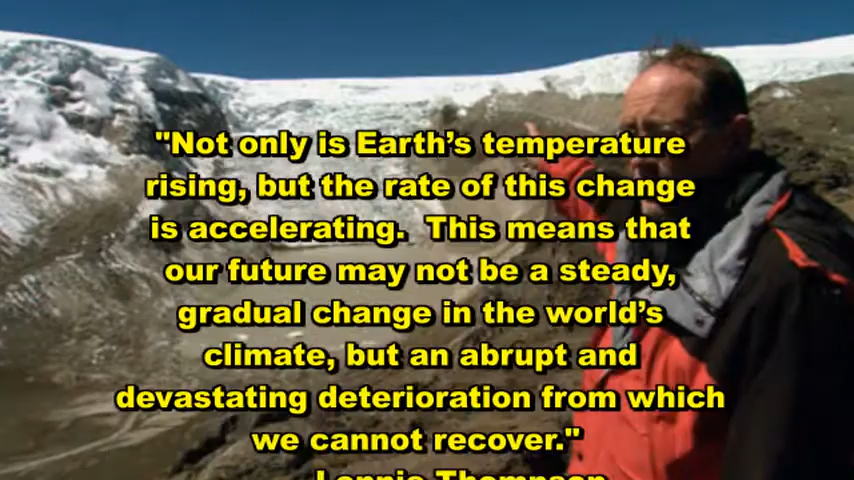 "Not only is Earth’s temperature
rising, but the rate of this change
is accelerating.  This means that
our future may not be a steady,
gradual change in the world’s
climate, but an abrupt and
devastating deterioration from which
we cannot recover."
Lonnie Thompson